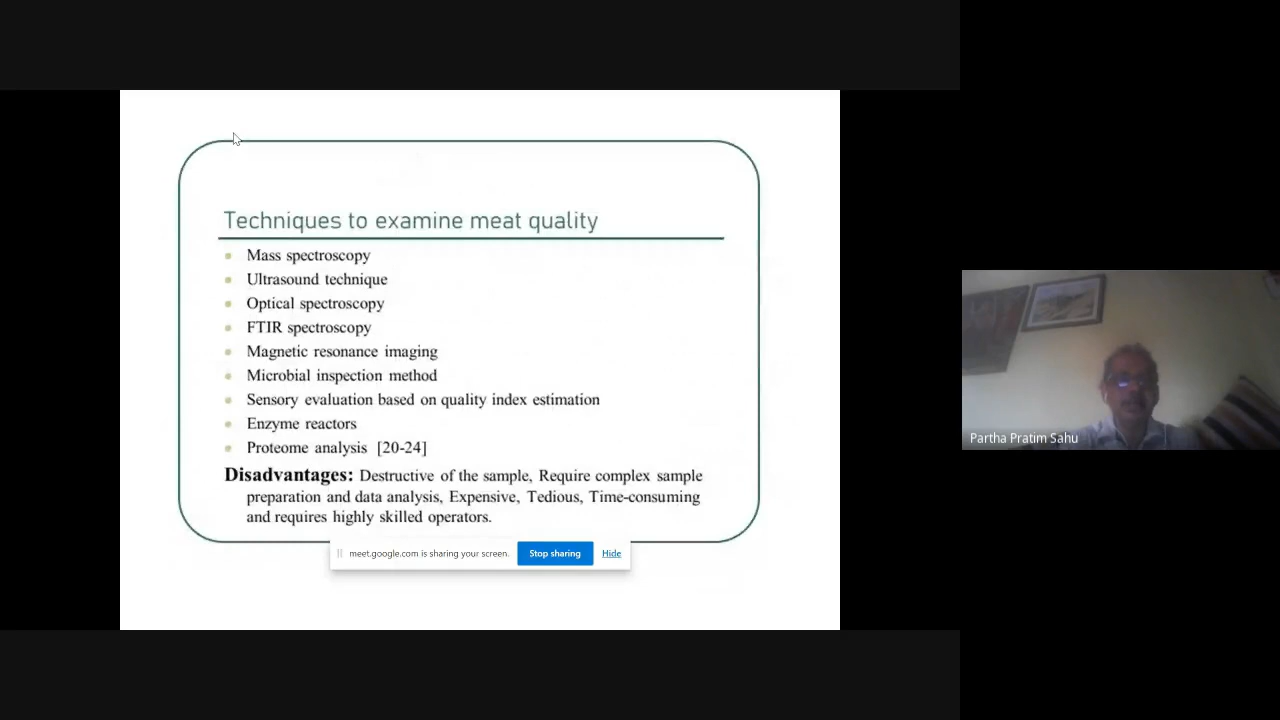 Techniques to examine meat quality
Mass spectroscopy
Ultrasound technique
Optical spectroscopy
FTIR spectroscopy
Magnetic resonance imaging
Microbial inspection method
Sensory evaluation based on quality index estimation
Enzyme reactors
Proteome analysis [20-24]
Disadvantages: Destructive of the sample, Require complex sample
preparation and data analysis, Expensive, Tedious, Time-consuming
and requires highly skilled operators.
meet.google.com is sharing your screen. Stop sharing Hide
Partha Pratim Sahu